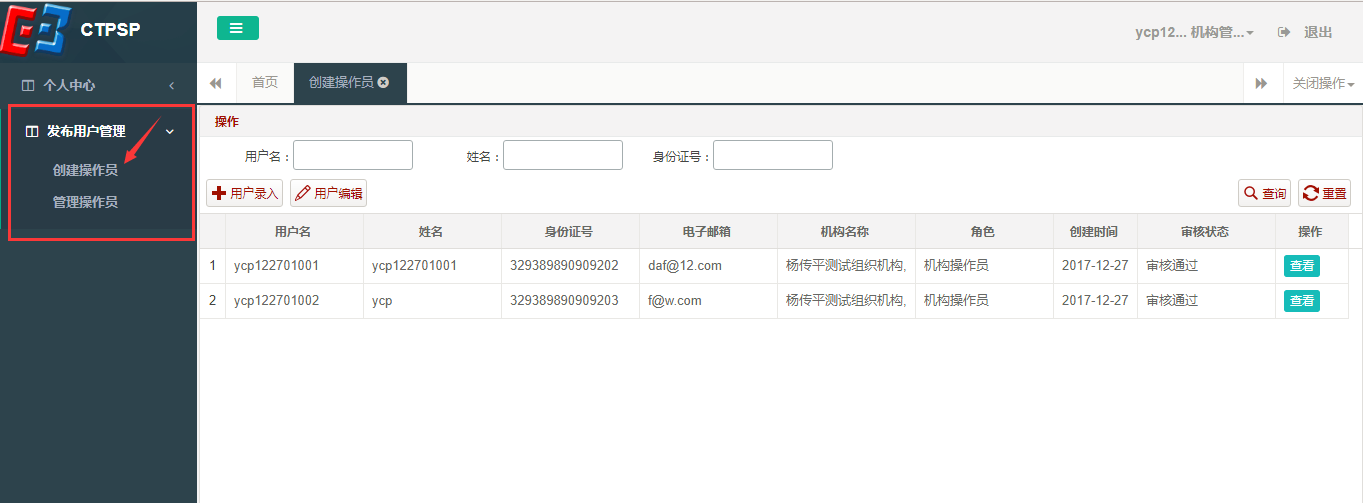 CTPSP
ycp12... 机构管...
退出
个人中心
首页
创建操作员
关闭操作
发布用户管理
创建操作员
管理操作员
操作
用户名：
姓名：
身份证号：
用户录入
用户编辑
查询
重置
用户名 姓名 身份证号 电子邮箱 机构名称 角色 创建时间 审核状态 操作
1 ycp122701001 ycp122701001 329389890909202 daf@12.com 杨传平测试组织机构, 机构操作员 2017-12-27 审核通过 查看
2 ycp122701002 ycp 329389890909203 f@w.com 杨传平测试组织机构, 机构操作员 2017-12-27 审核通过 查看